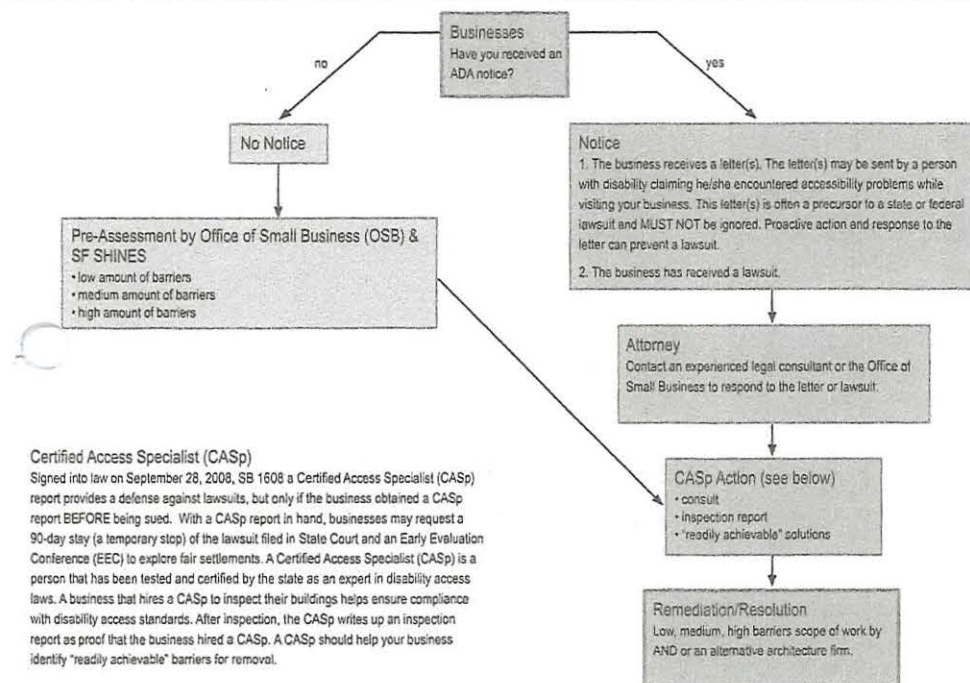 Businesses
Have you received an
ADA notice?
no
yes
No Notice
Notice
1. The business receives a letter(s). The letter(s) may be sent by a person
with disability claiming he/she encountered accessibility problems while
visiting your business. This letter(s) is often a precursor to a state or federal
lawsuit and MUST NOT be ignored. Proactive action and response to the
letter can prevent a lawsuit.
2. The business has received a lawsuit.
Pre-Assessment by Office of Small Business (OSB) &
SF SHINES
• low amount of barriers
• medium amount of barriers
• high amount of barriers
Attorney
Contact an experienced legal consultant or the Office of
Small Business to respond to the letter or lawsuit.
Certified Access Specialist (CASp)
Signed into law on September 28, 2008, SB 1608 a Certified Access Specialist (CASp)
report provides a defense against lawsuits, but only if the business obtained a CASp
report BEFORE being sued. With a CASp report in hand, businesses may request a
90-day stay (a temporary stop) of the lawsuit filed in State Court and an Early Evaluation
Conference (EEC) to explore fair settlements. A Certified Access Specialist (CASp) is a
person that has been tested and certified by the state as an expert in disability access
laws. A business that hires a CASp to inspect their buildings helps ensure compliance
with disability access standards. After inspection, the CASp writes up an inspection
report as proof that the business hired a CASp. A CASp should help your business
identify "readily achievable" barriers for removal.
CASp Action (see below)
• consult
• inspection report
• "readily achievable" solutions
Remediation/Resolution
Low, medium, high barriers scope of work by
AND or an alternative architecture firm.